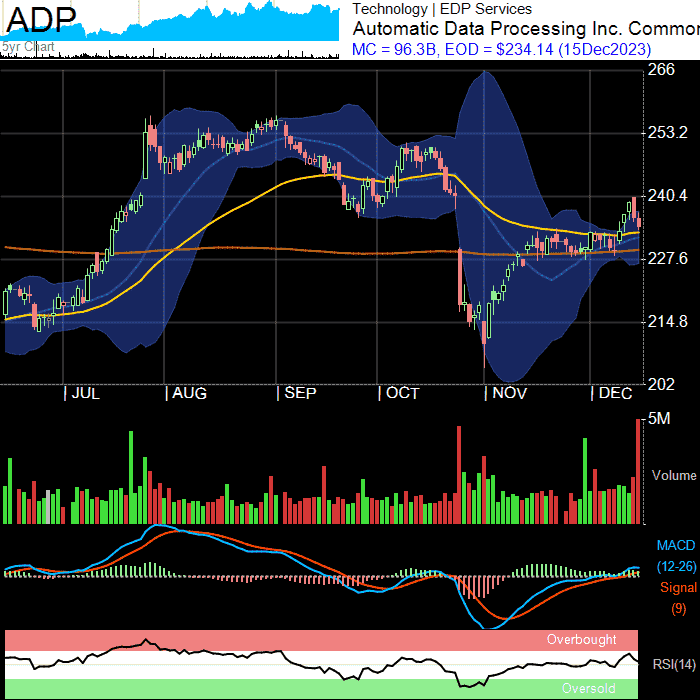 ADP
5yr Chart
Technology | EDP Services
Automatic Data Processing Inc. Common
MC = 96.3B, EOD = $234.14 (15Dec2023)
266
253.2
240.4
227.6
214.8
202
JUL AUG SEP OCT NOV DEC
5M
Volume
MACD
(12-26)
Signal
(9)
Overbought
RSI(14)
Oversold